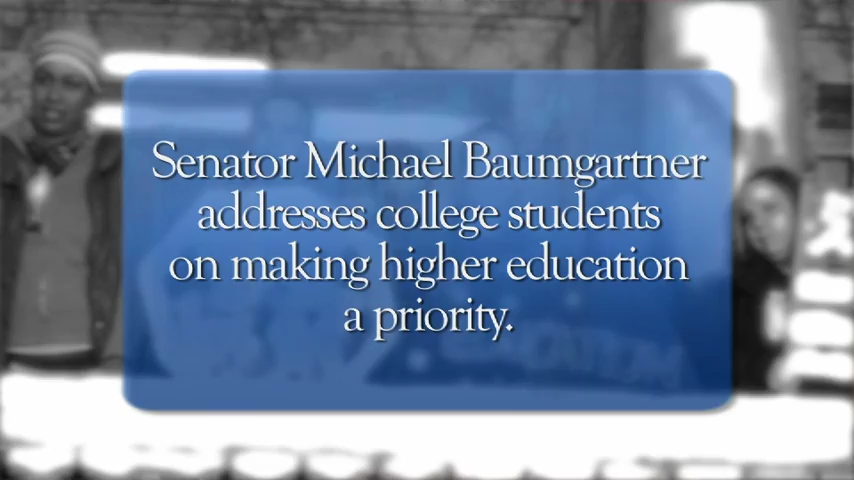 Senator Michael Baumgartner
addresses college students
on making higher education
a priority.